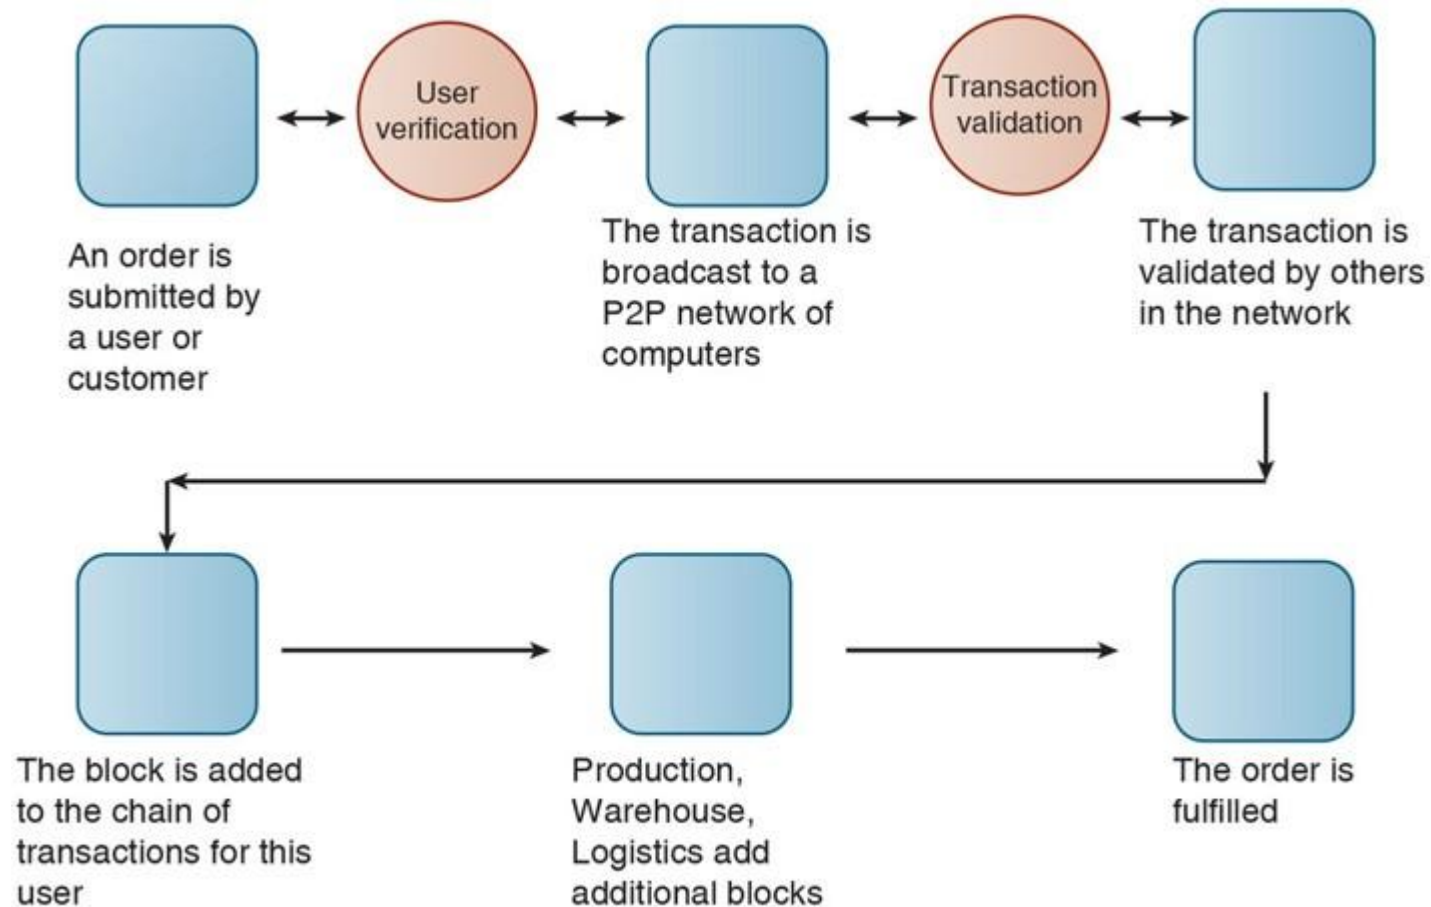 User
verification
Transaction
validation
An order is
submitted by
a user or
customer
The transaction is
broadcast to a
P2P network of
computers
The transaction is
validated by others
in the network
The block is added
to the chain of
transactions for this
user
Production,
Warehouse,
Logistics add
additional blocks
The order is
fulfilled